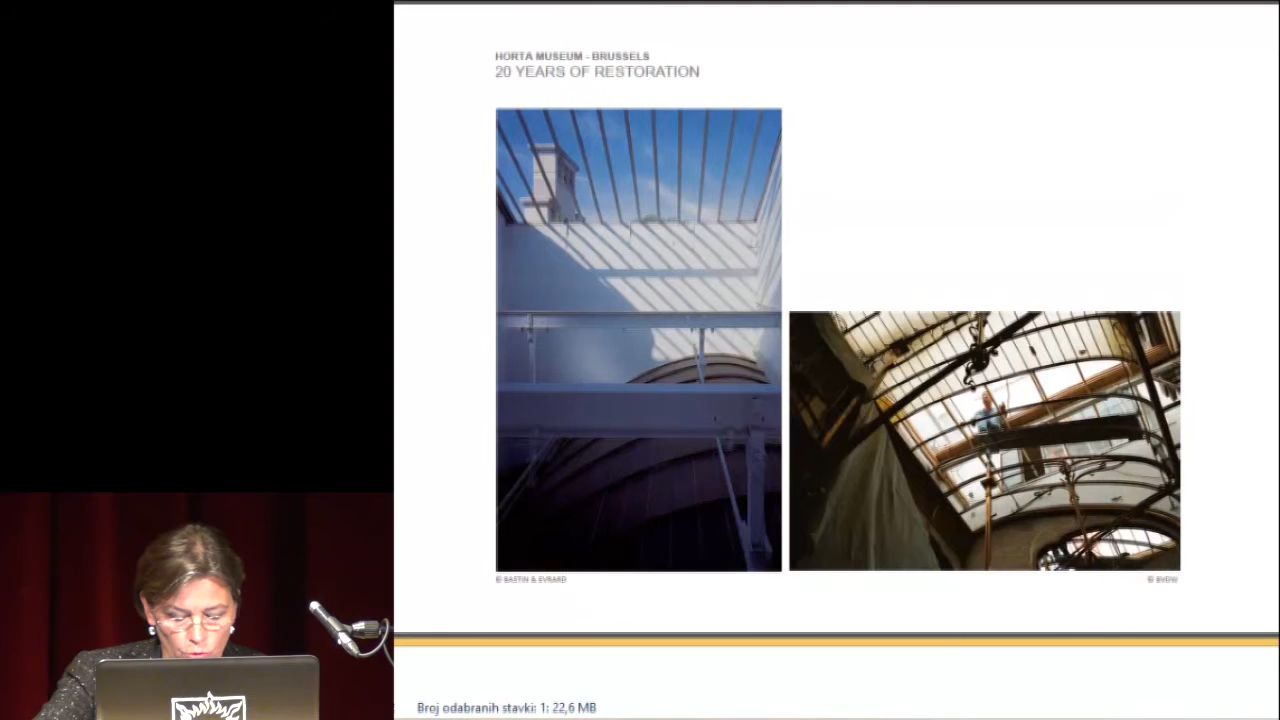 HORTA MUSEUM - BRUSSELS
20 YEARS OF RESTORATION
© BASTIN & EVRARD
Broj odabranih stavki: 1: 22,6 MB